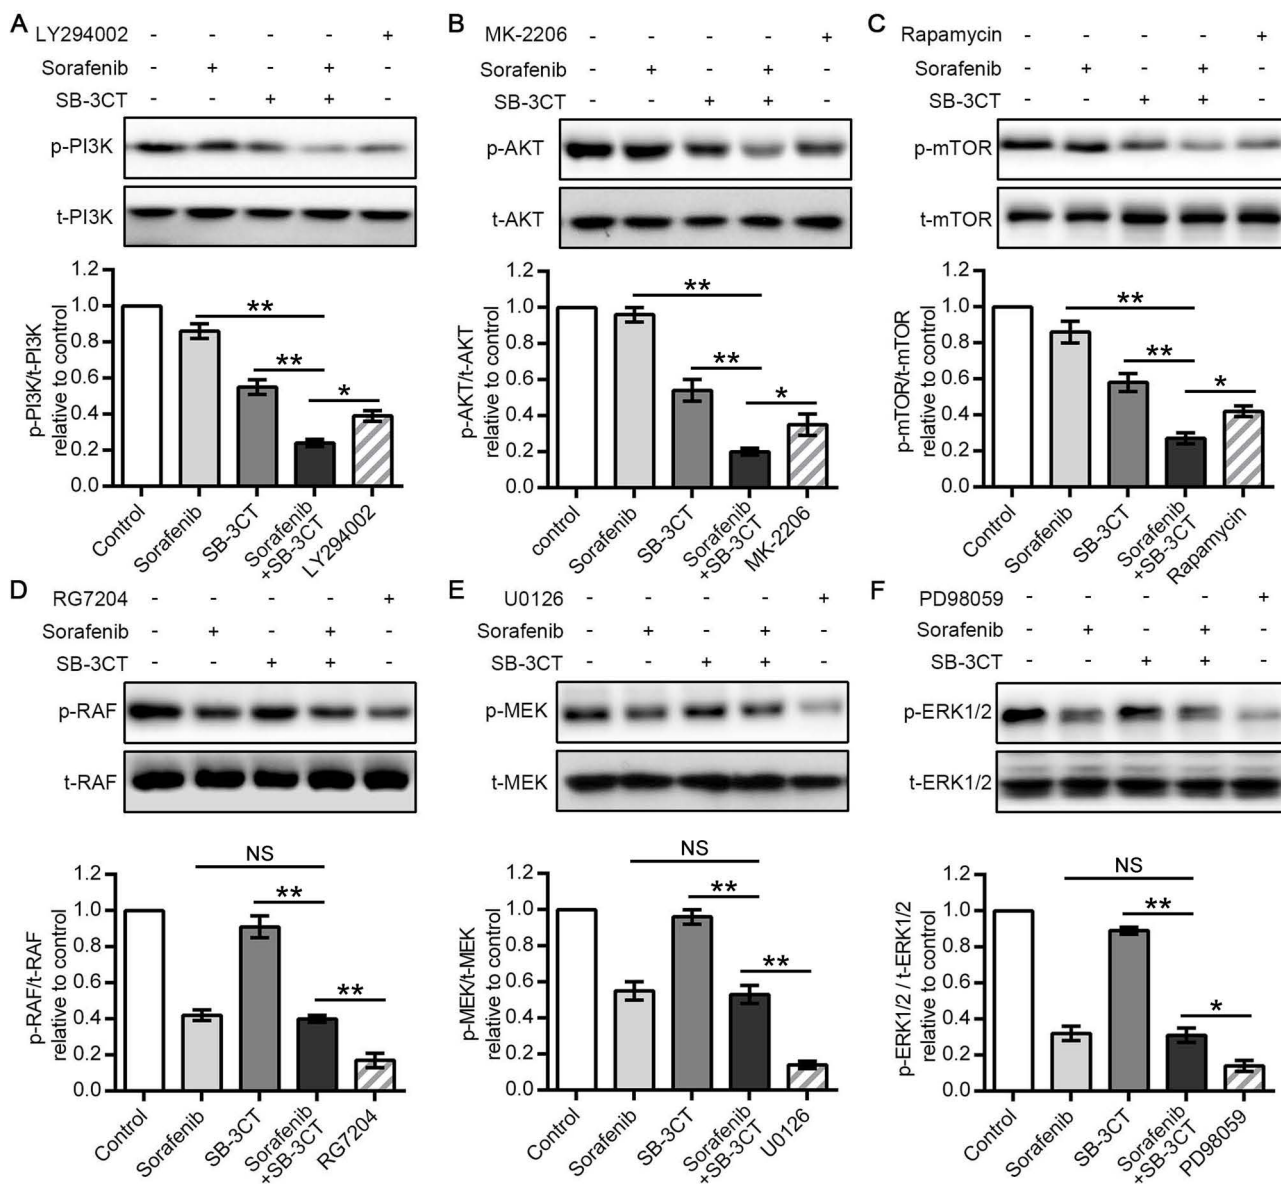 A
LY294002 - - - - +
Sorafenib - + - + -
SB-3CT - - + + -
p-PI3K
t-PI3K
p-PI3K/t-PI3K
relative to control
1.2
1.0
0.8
0.6
0.4
0.2
0.0
**
**
*
Control
Sorafenib
SB-3CT
Sorafenib
+SB-3CT
LY294002
B
MK-2206 - - - - +
Sorafenib - + - + -
SB-3CT - - + + -
p-AKT
t-AKT
p-AKT/t-AKT
relative to control
1.2
1.0
0.8
0.6
0.4
0.2
0.0
**
**
*
control
Sorafenib
SB-3CT
Sorafenib
+SB-3CT
MK-2206
C
Rapamycin - - - - +
Sorafenib - + - + -
SB-3CT - - + + -
p-mTOR
t-mTOR
p-mTOR/t-mTOR
relative to control
1.2
1.0
0.8
0.6
0.4
0.2
0.0
**
**
*
Control
Sorafenib
SB-3CT
Sorafenib
+SB-3CT
Rapamycin
D
RG7204 - - - - +
Sorafenib - + - + -
SB-3CT - - + + -
p-RAF
t-RAF
p-RAF/t-RAF
relative to control
1.2
1.0
0.8
0.6
0.4
0.2
0.0
NS
**
**
Control
Sorafenib
SB-3CT
Sorafenib
+SB-3CT
RG7204
E
U0126 - - - - +
Sorafenib - + - + -
SB-3CT - - + + -
p-MEK
t-MEK
p-MEK/t-MEK
relative to control
1.2
1.0
0.8
0.6
0.4
0.2
0.0
NS
**
**
Control
Sorafenib
SB-3CT
Sorafenib
+SB-3CT
U0126
F
PD98059 - - - - +
Sorafenib - + - + -
SB-3CT - - + + -
p-ERK1/2
t-ERK1/2
p-ERK1/2 / t-ERK1/2
relative to control
1.2
1.0
0.8
0.6
0.4
0.2
0.0
NS
**
*
Control
Sorafenib
SB-3CT
Sorafenib
+SB-3CT
PD98059